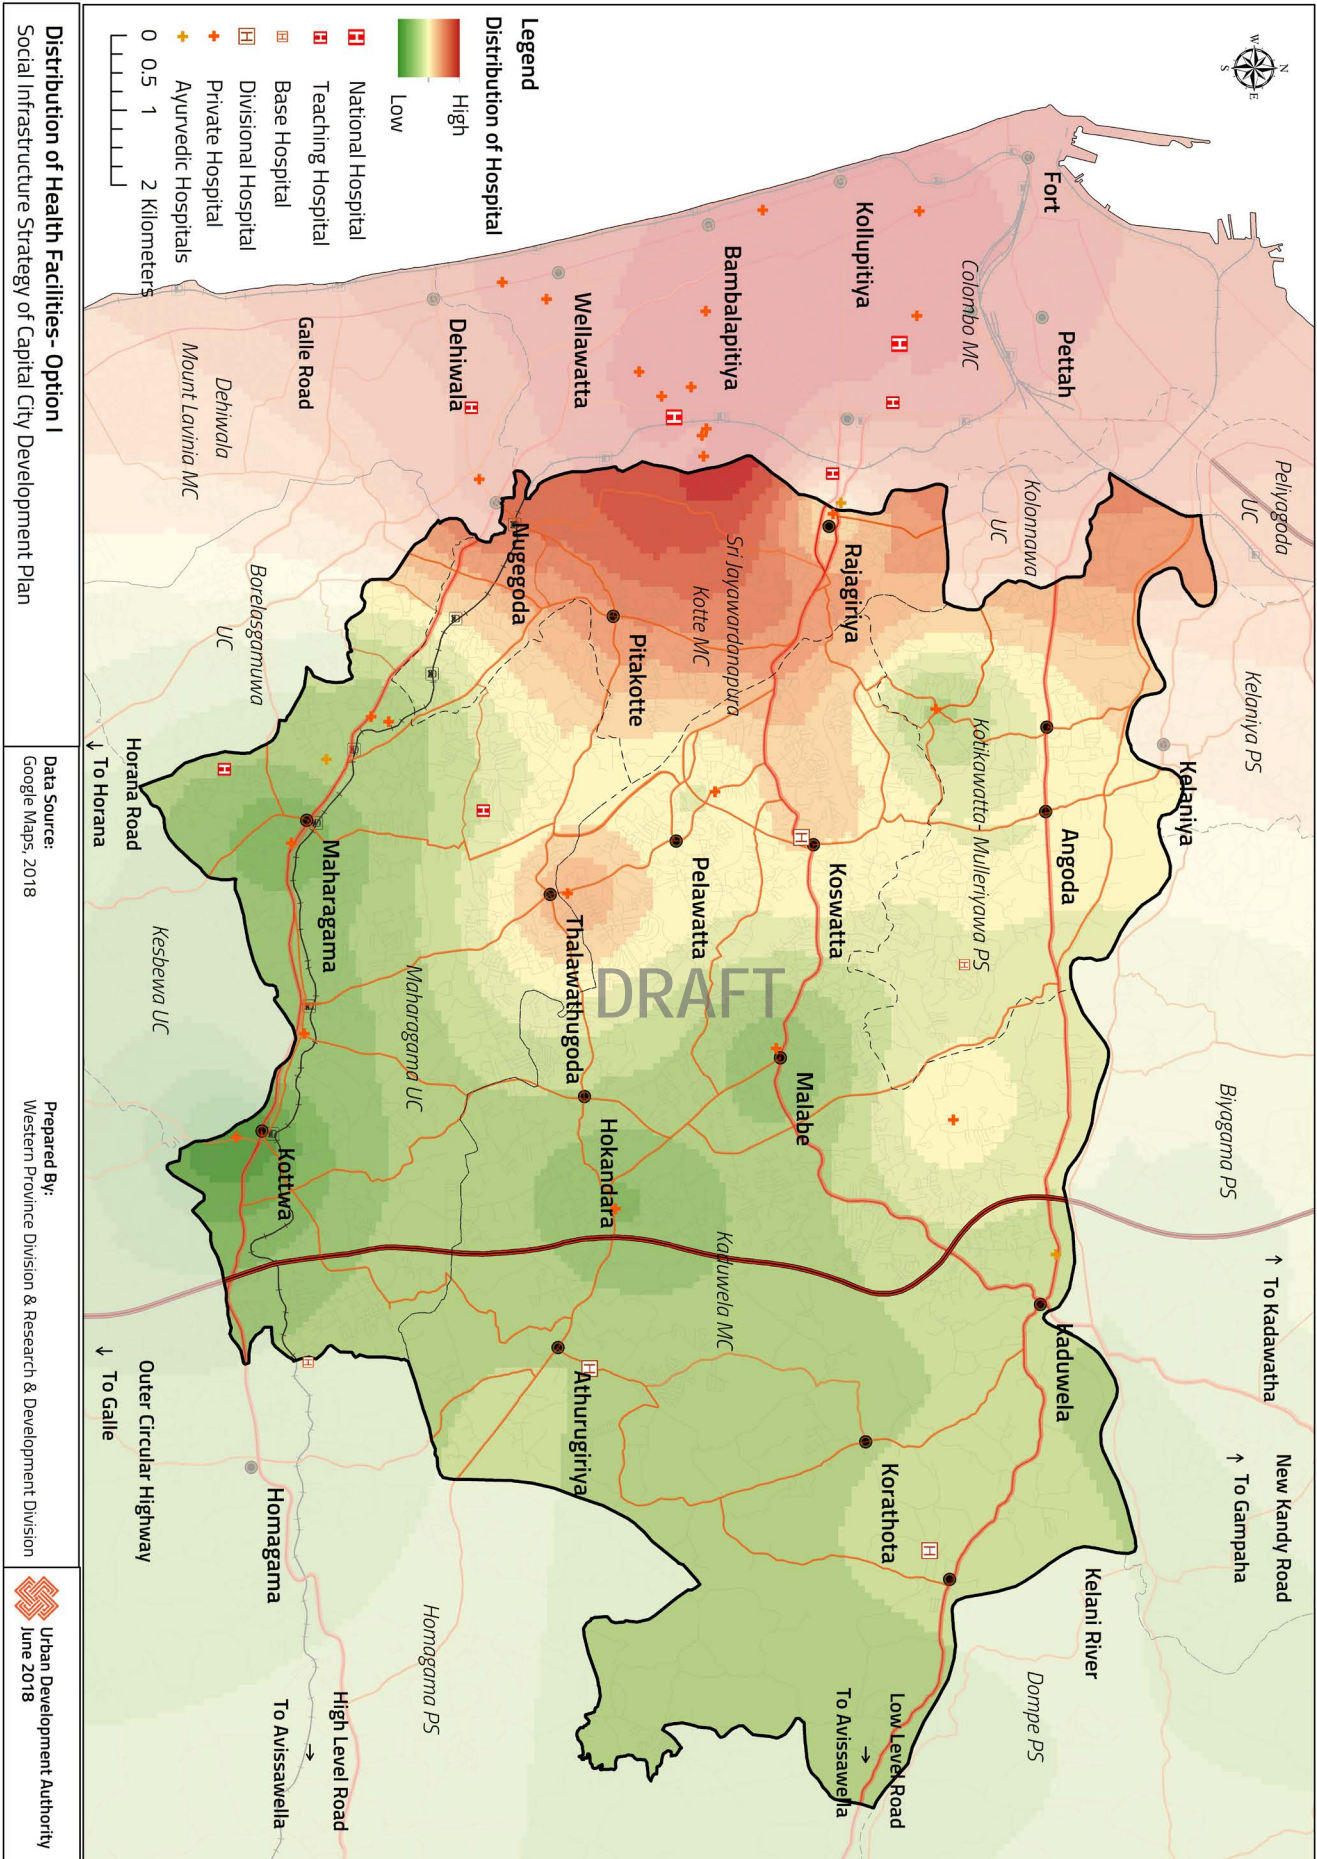 Legend
Distribution of Hospital
High
Low
National Hospital
Teaching Hospital
Divisional Hospital
Base Hospital
Private Hospital
Ayurvedic Hospitals
0 0.5 1 2 Kilometers
N
E
S
W
Fort
Pettah
Colombo MC
Kollupitiya
Bambalapitiya
Wellawatta
Dehiwala
Galle Road
Dehiwala
Mount Lavinia MC
Peliyagoda
UC
Kolonnawa
UC
Kelaniya PS
Kelaniya
Rajagiriya
Sri Jayawardanapura
Kotte MC
Nugegoda
Pitakotte
Borelasgamuwa
UC
Kotikawatta- Mulleriyawa PS
Angoda
Koswatta
Pelawatta
Thalawathugoda
Maharagama
Maharagama UC
Horana Road
↓ To Horana
Kesbewa UC
DRAFT
Malabe
Hokandara
Kottwa
Kaduwela MC
Biyagama PS
Kaduwela
↑ To Kadawatha
New Kandy Road
↑ To Gampaha
Athurugiriya
Korathota
Kelani River
Dompe PS
Outer Circular Highway
↓ To Galle
Homagama
Homagama PS
High Level Road
→
To Avissawella
Low Level Road
→
To Avissawella
Distribution of Health Facilities- Option I
Social Infrastructure Strategy of Capital City Development Plan
Data Source:
Google Maps, 2018
Prepared By:
Western Province Division & Research & Development Division
Urban Development Authority
June 2018